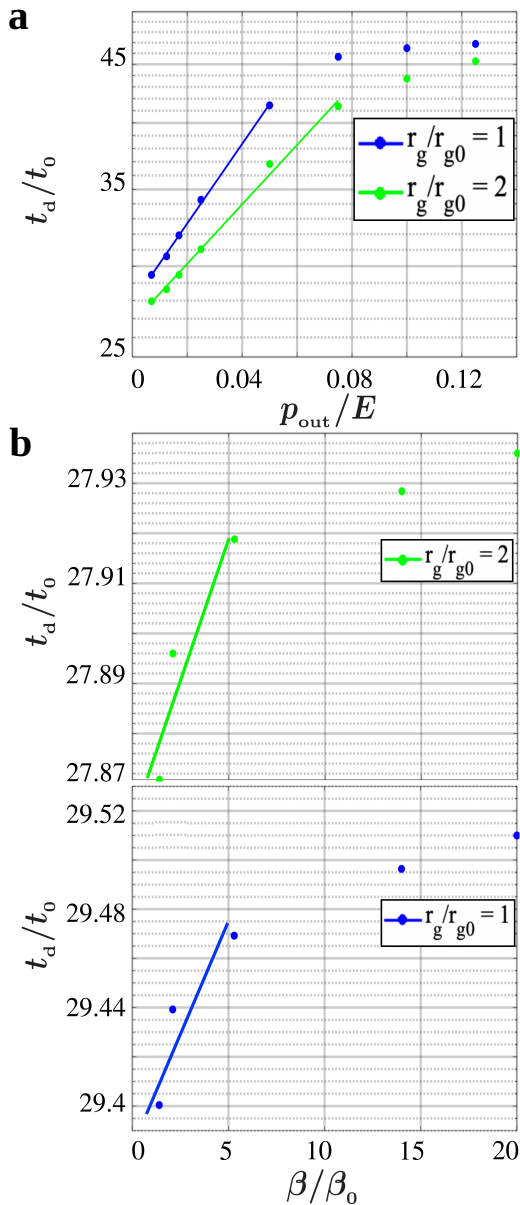 a
45
35
25
t_d/t_0
r_g/r_g0 = 1
r_g/r_g0 = 2
0 0.04 0.08 0.12
p_out/E
b
27.93
27.91
27.89
27.87
t_d/t_0
r_g/r_g0 = 2
29.52
29.48
29.44
29.4
t_d/t_0
r_g/r_g0 = 1
0 5 10 15 20
β/β_0